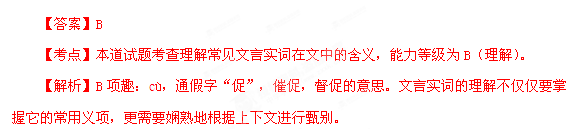 【答案】B
【考点】本道试题考查理解常见文言实词在文中的含义，能力等级为 B（理解）。
【解析】B 项趣：cù，通假字“促”，催促，督促的意思。文言实词的理解不仅仅要掌
握它的常用义项，更需要娴熟地根据上下文进行甄别。